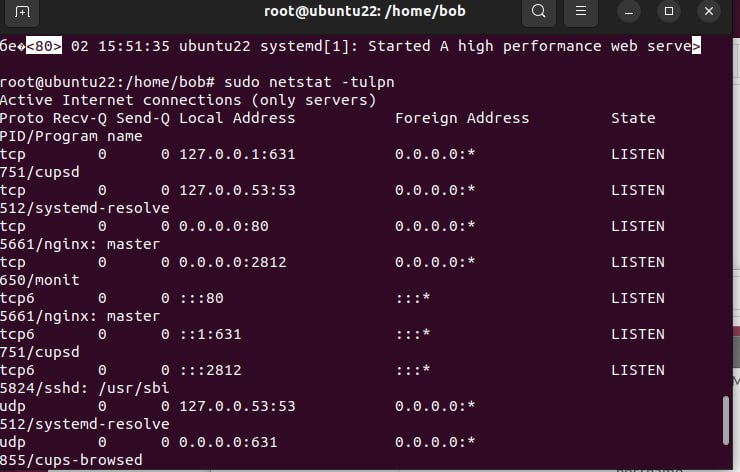 root@ubuntu22: /home/bob
бе�<80> 02 15:51:35 ubuntu22 systemd[1]: Started A high performance web serve>
root@ubuntu22:/home/bob# sudo netstat -tulpn
Active Internet connections (only servers)
Proto Recv-Q Send-Q Local Address           Foreign Address         State
PID/Program name
tcp        0      0 127.0.0.1:631           0.0.0.0:*               LISTEN
751/cupsd
tcp        0      0 127.0.0.53:53           0.0.0.0:*               LISTEN
512/systemd-resolve
tcp        0      0 0.0.0.0:80              0.0.0.0:*               LISTEN
5661/nginx: master
tcp        0      0 0.0.0.0:2812            0.0.0.0:*               LISTEN
650/monit
tcp6       0      0 :::80                   :::*                    LISTEN
5661/nginx: master
tcp6       0      0 ::1:631                 :::*                    LISTEN
751/cupsd
tcp6       0      0 :::2812                 :::*                    LISTEN
5824/sshd: /usr/sbi
udp        0      0 127.0.0.53:53           0.0.0.0:*
512/systemd-resolve
udp        0      0 0.0.0.0:631             0.0.0.0:*
855/cups-browsed